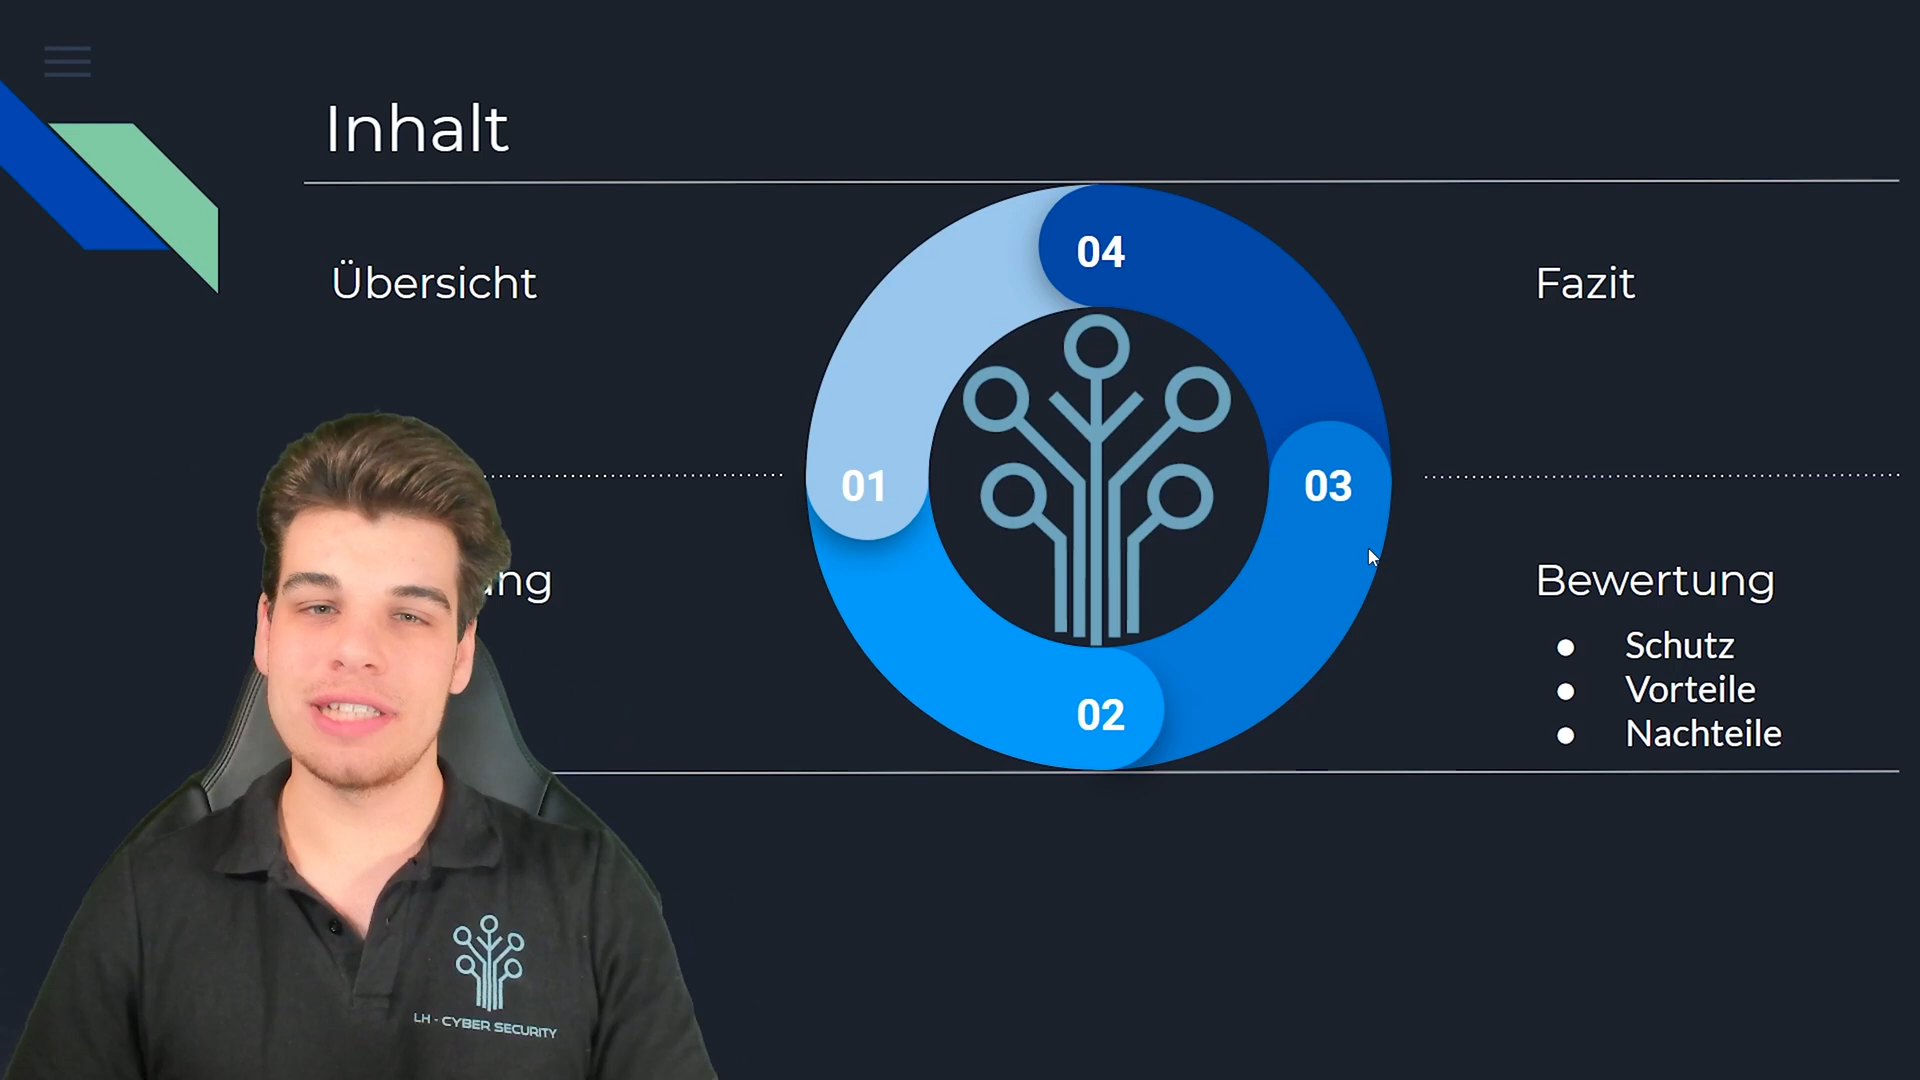 Inhalt
Übersicht
04
Fazit
01
03
Bewertung
Schutz
Vorteile
Nachteile
02
LH - CYBER SECURITY